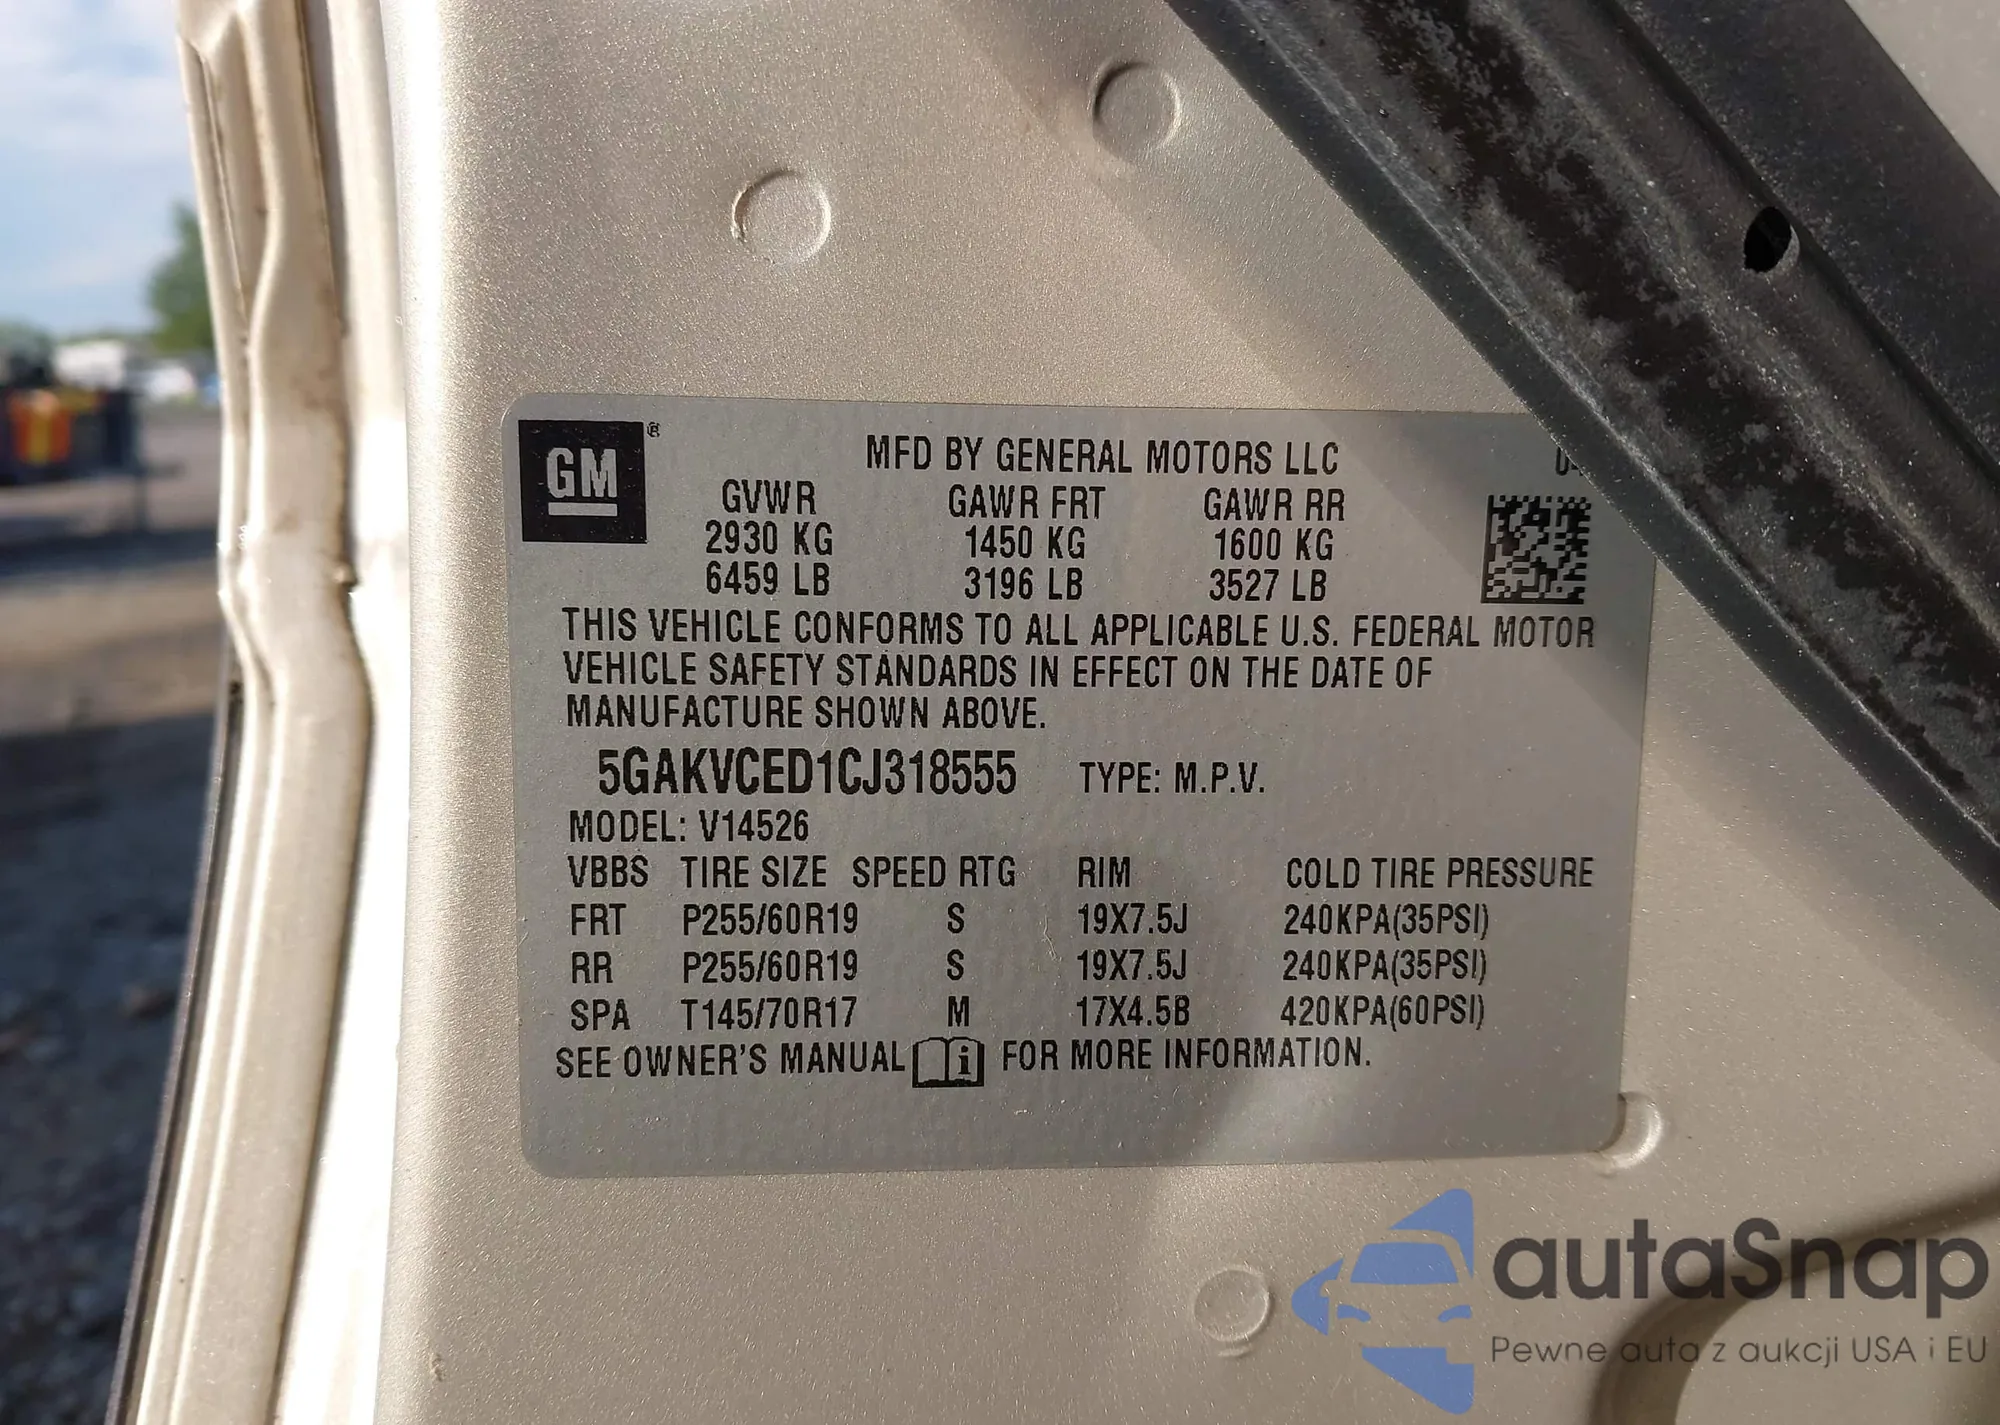 GM ®
MFD BY GENERAL MOTORS LLC
GVWR GAWR FRT GAWR RR
2930 KG 1450 KG 1600 KG
6459 LB 3196 LB 3527 LB
THIS VEHICLE CONFORMS TO ALL APPLICABLE U.S. FEDERAL MOTOR
VEHICLE SAFETY STANDARDS IN EFFECT ON THE DATE OF
MANUFACTURE SHOWN ABOVE.
5GAKVCED1CJ318555 TYPE: M.P.V.
MODEL: V14526
VBBS TIRE SIZE SPEED RTG RIM COLD TIRE PRESSURE
FRT P255/60R19 S 19X7.5J 240KPA(35PSI)
RR P255/60R19 S 19X7.5J 240KPA(35PSI)
SPA T145/70R17 M 17X4.5B 420KPA(60PSI)
SEE OWNER'S MANUAL i FOR MORE INFORMATION.
autaSnap
Pewne auta z aukcji USA i EU